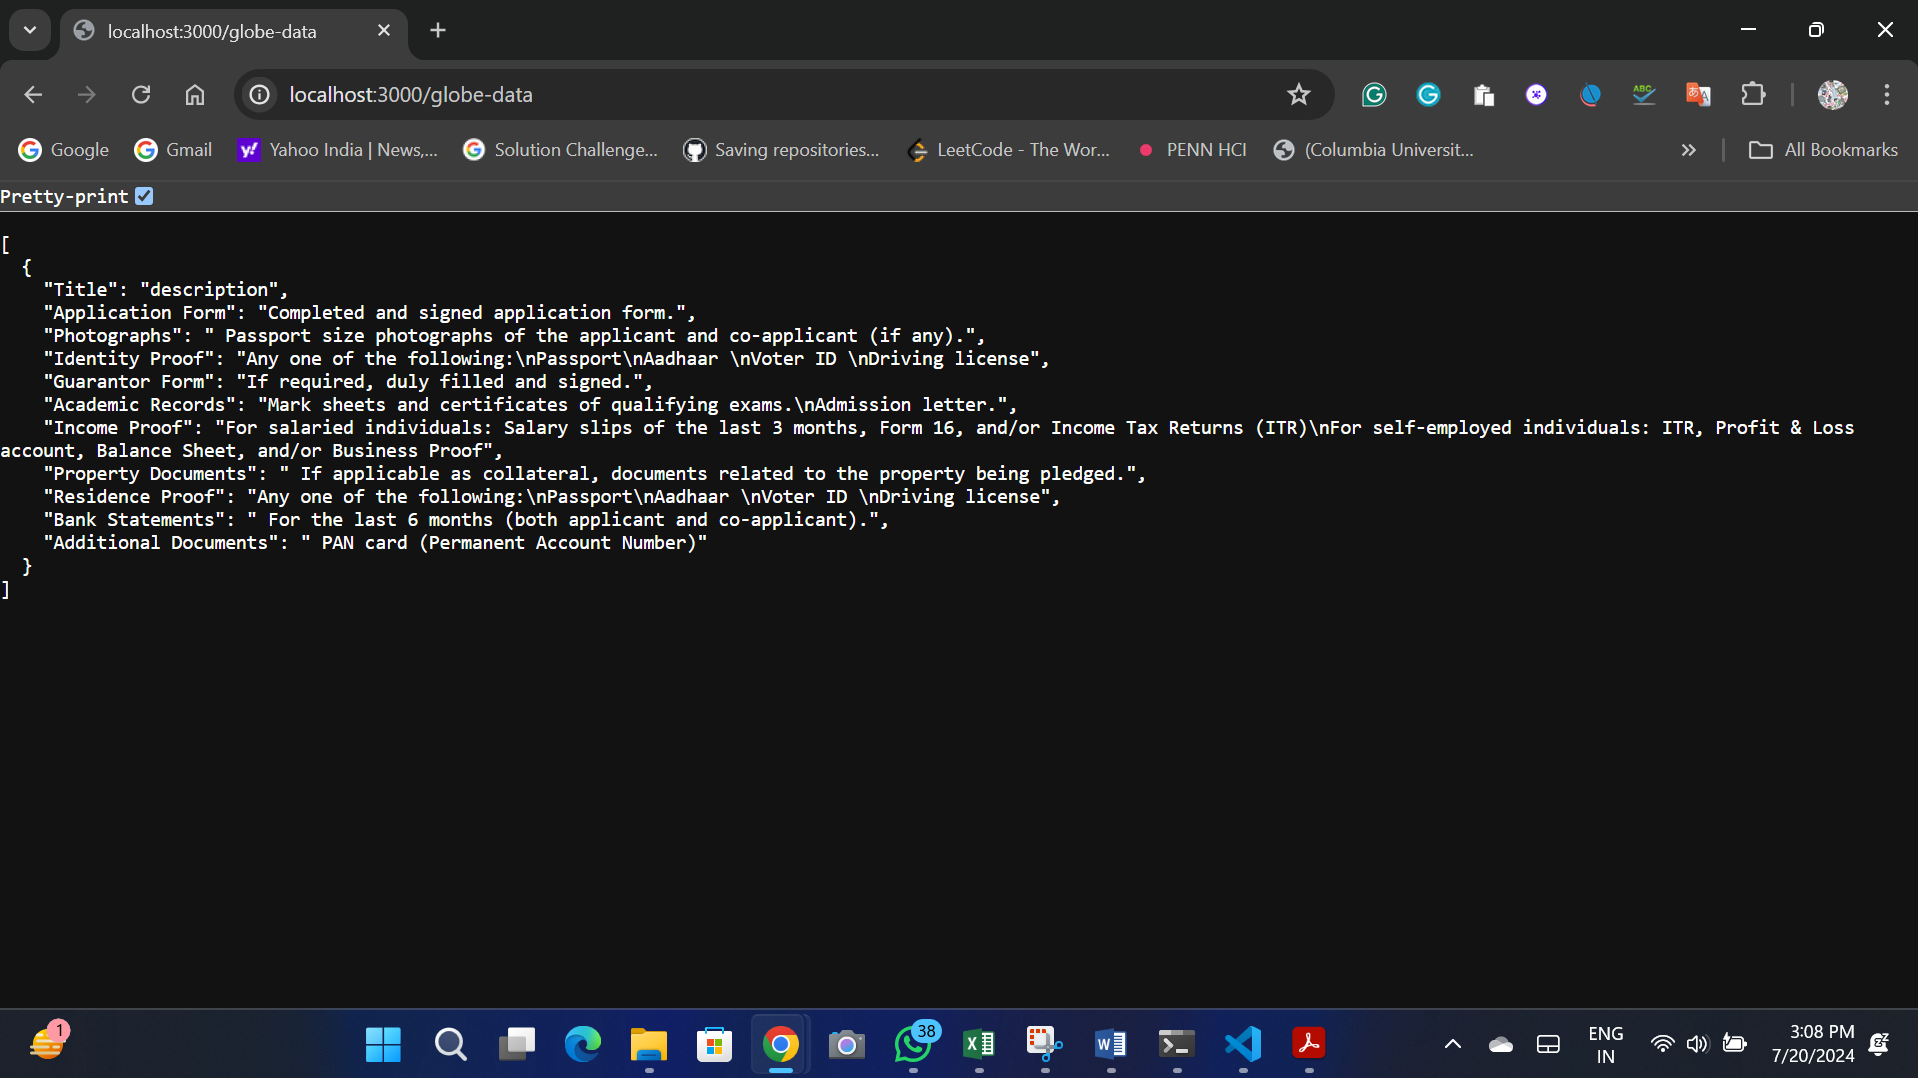 localhost:3000/globe-data
localhost:3000/globe-data
Google
Gmail
Yahoo India | News,...
Solution Challenge...
Saving repositories...
LeetCode - The Wor...
PENN HCI
(Columbia Universit...
All Bookmarks
Pretty-print
[
  {
    "Title": "description",
    "Application Form": "Completed and signed application form.",
    "Photographs": " Passport size photographs of the applicant and co-applicant (if any).",
    "Identity Proof": "Any one of the following:\nPassport\nAadhaar \nVoter ID \nDriving license",
    "Guarantor Form": "If required, duly filled and signed.",
    "Academic Records": "Mark sheets and certificates of qualifying exams.\nAdmission letter.",
    "Income Proof": "For salaried individuals: Salary slips of the last 3 months, Form 16, and/or Income Tax Returns (ITR)\nFor self-employed individuals: ITR, Profit & Loss
account, Balance Sheet, and/or Business Proof",
    "Property Documents": " If applicable as collateral, documents related to the property being pledged.",
    "Residence Proof": "Any one of the following:\nPassport\nAadhaar \nVoter ID \nDriving license",
    "Bank Statements": " For the last 6 months (both applicant and co-applicant).",
    "Additional Documents": " PAN card (Permanent Account Number)"
  }
]
1
38
ENG
IN
3:08 PM
7/20/2024